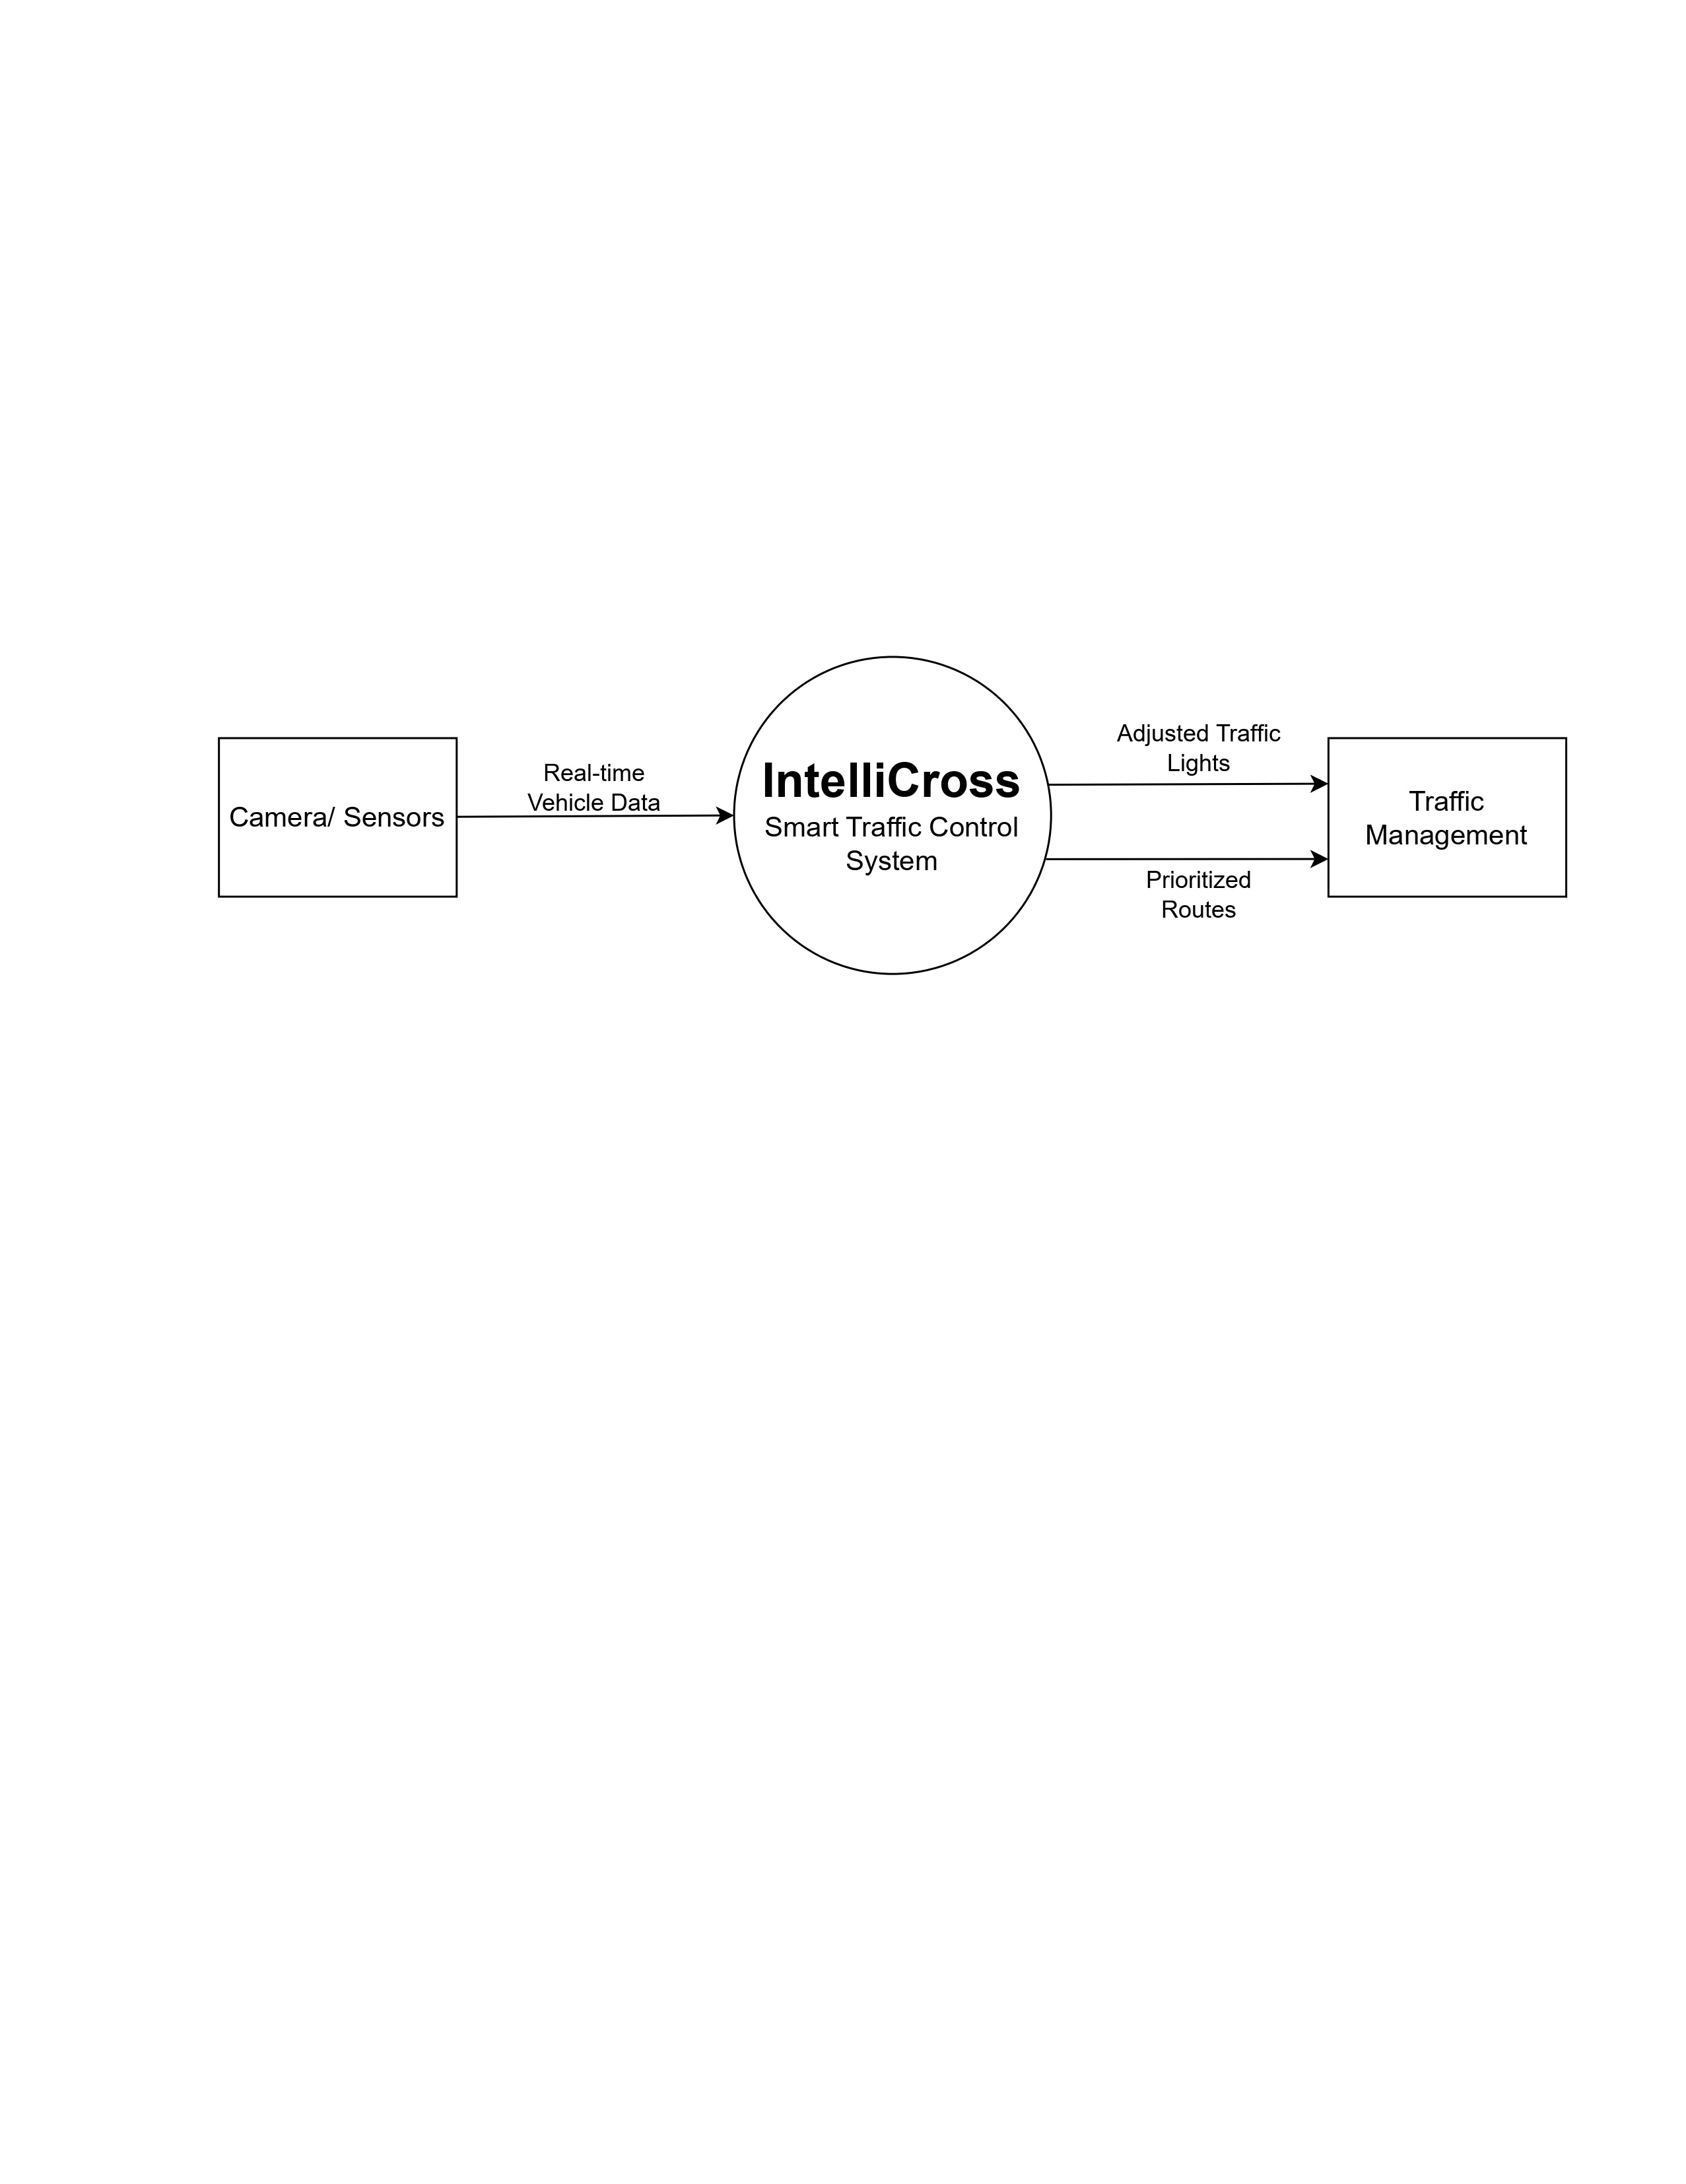 Camera/ Sensors
Real-time
Vehicle Data
IntelliCross
Smart Traffic Control
System
Adjusted Traffic
Lights
Prioritized
Routes
Traffic
Management